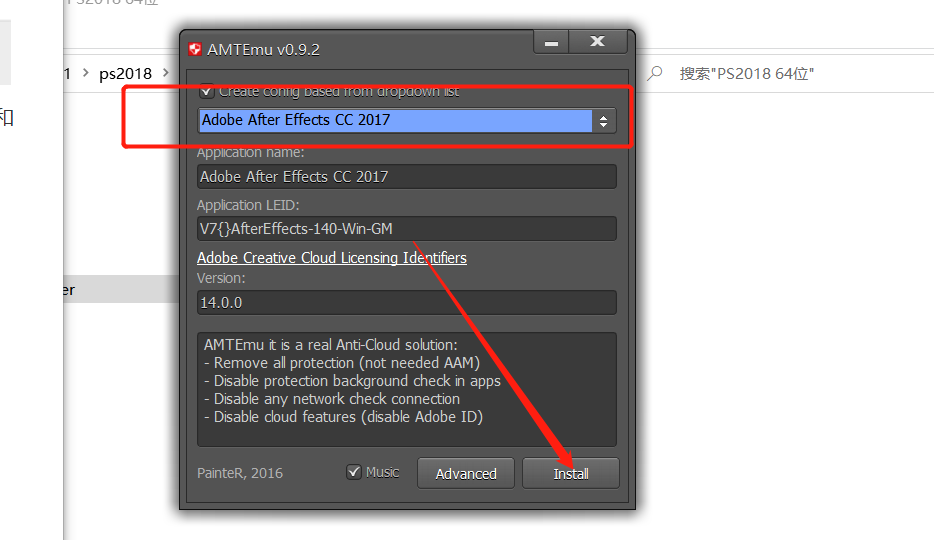 PS2018 64位
AMTEmu v0.9.2
1 > ps2018 >
搜索"PS2018 64位"
Create config based from dropdown list
Adobe After Effects CC 2017
和
Application name:
Adobe After Effects CC 2017
Application LEID:
V7{}AfterEffects-140-Win-GM
Adobe Creative Cloud Licensing Identifiers
Version:
er
14.0.0
AMTEmu it is a real Anti-Cloud solution:
- Remove all protection (not needed AAM)
- Disable protection background check in apps
- Disable any network check connection
- Disable cloud features (disable Adobe ID)
PainteR, 2016
Music
Advanced
Install